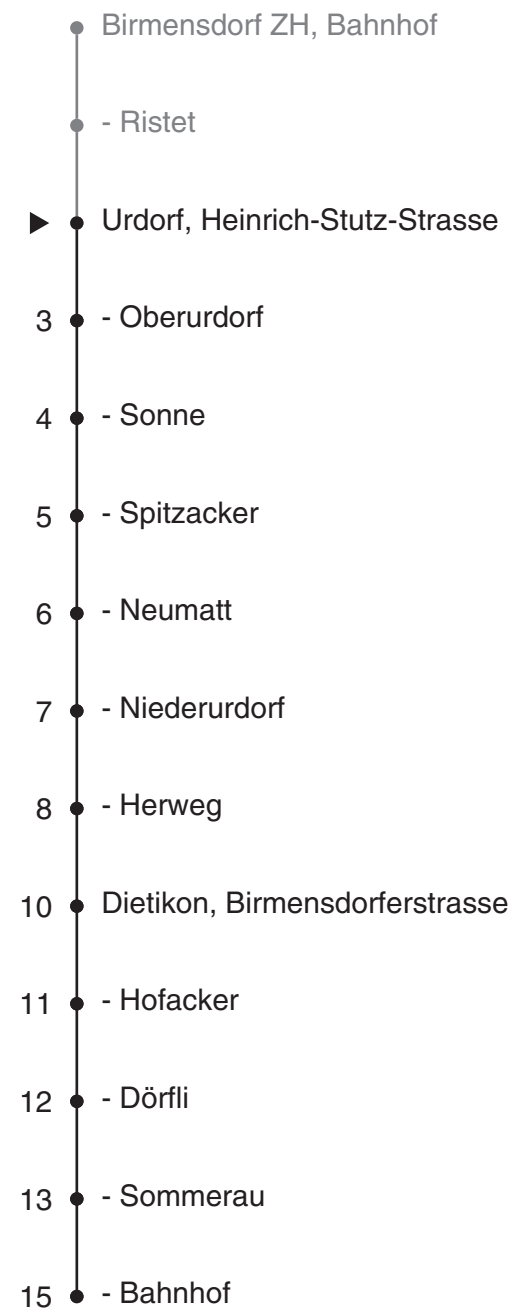 Birmensdorf ZH, Bahnhof
- Ristet
Urdorf, Heinrich-Stutz-Strasse
3 - Oberurdorf
4 - Sonne
5 - Spitzacker
6 - Neumatt
7 - Niederurdorf
8 - Herweg
10 Dietikon, Birmensdorferstrasse
11 - Hofacker
12 - Dörfli
13 - Sommerau
15 - Bahnhof